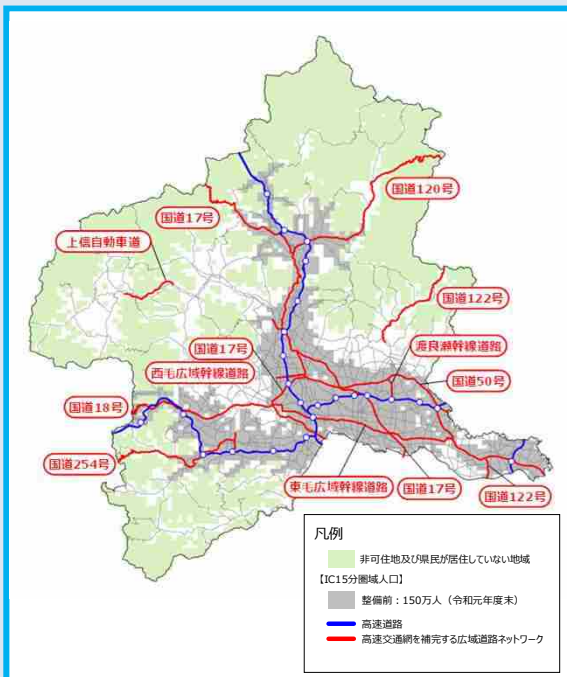 国道120号
国道17号
上信自動車道
国道122号
国道17号
渡良瀬幹線道路
西毛広域幹線道路
国道50号
国道18号
国道254号
東毛広域幹線道路
国道17号
国道122号
凡例
非可住地及び県民が居住していない地域
【IC15分圏域人口】
整備前：150万人（令和元年度末）
高速道路
高速交通網を補完する広域道路ネットワーク